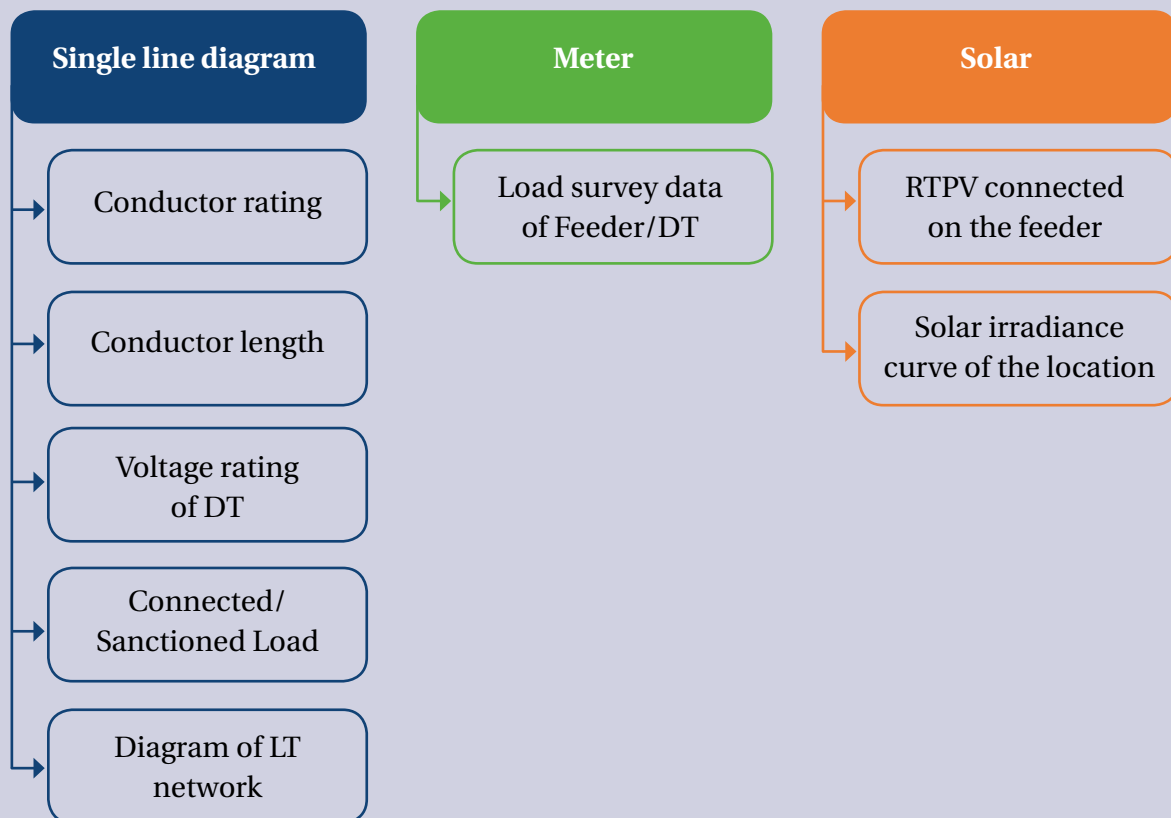 Single line diagram
Conductor rating
Conductor length
Voltage rating
of DT
Connected/
Sanctioned Load
Diagram of LT
network
Meter
Load survey data
of Feeder/DT
Solar
RTPV connected
on the feeder
Solar irradiance
curve of the location